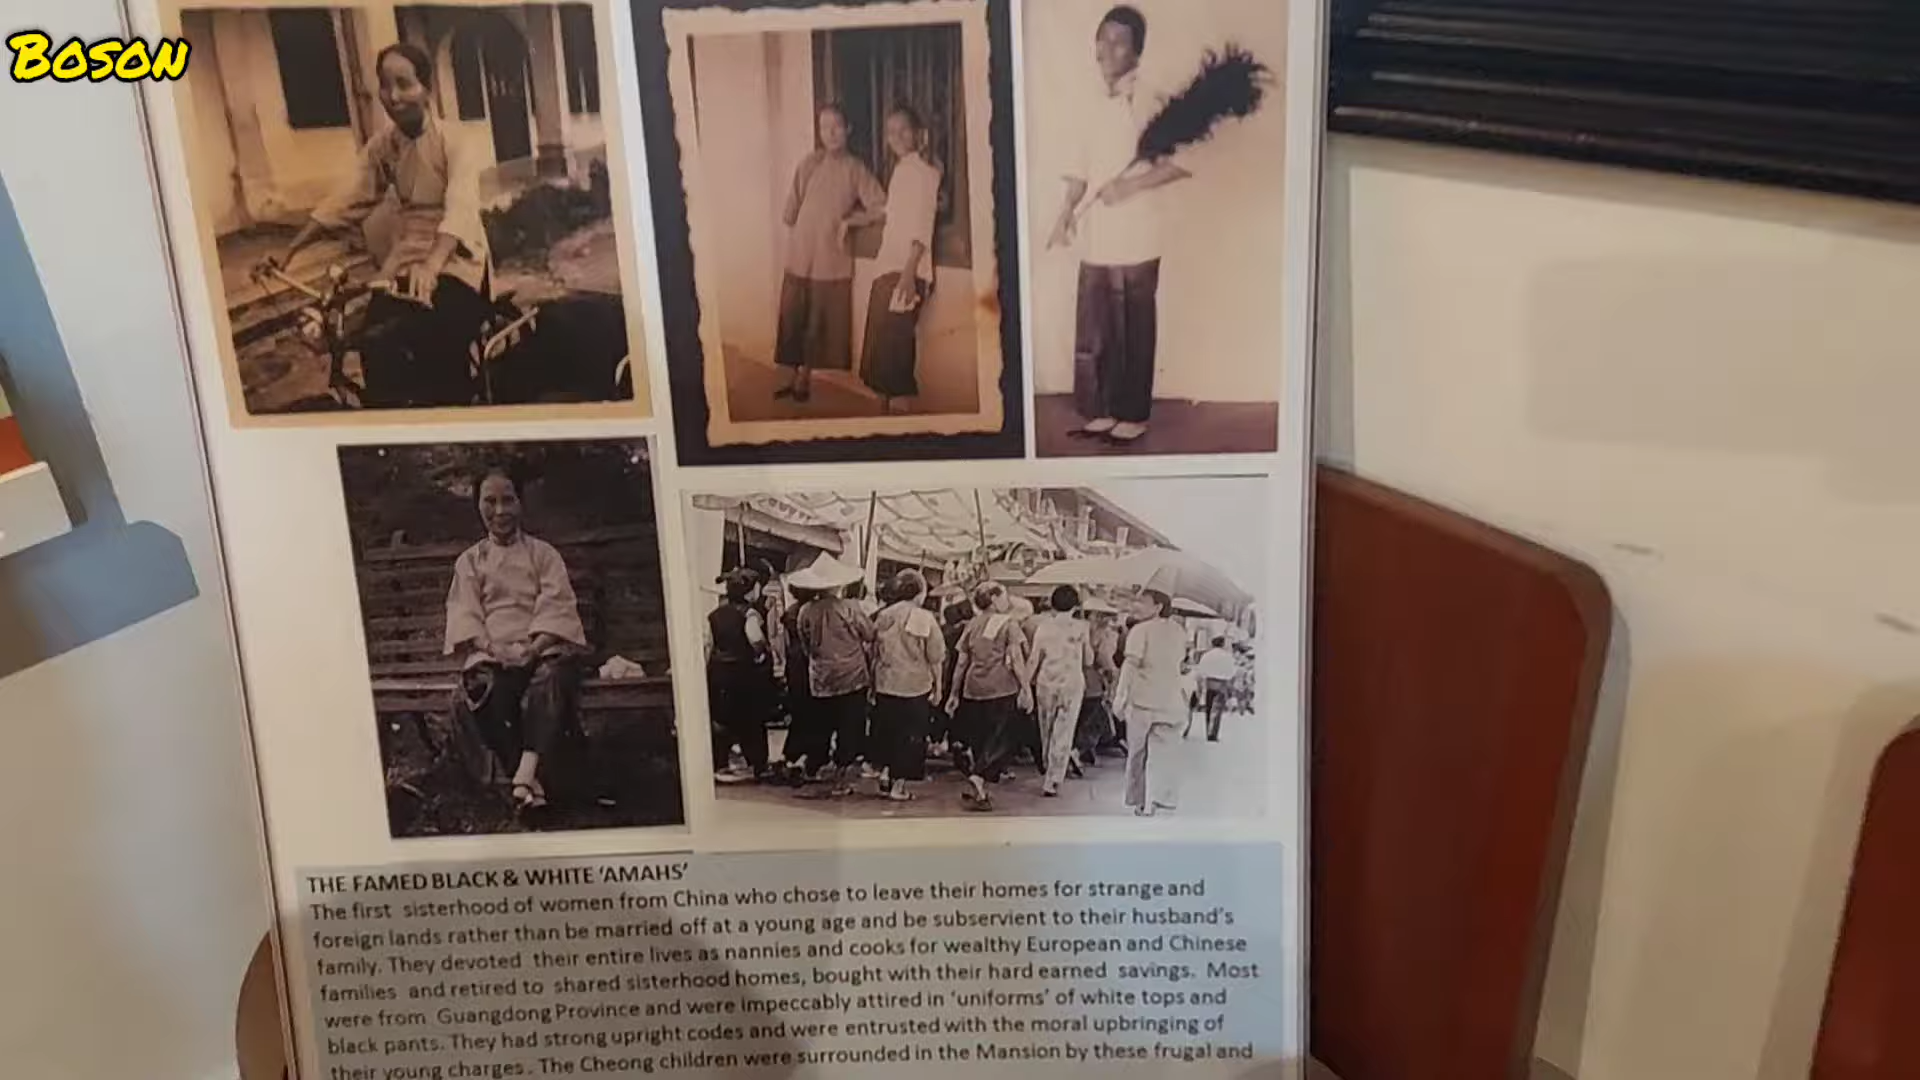 Boson
THE FAMED BLACK & WHITE 'AMAHS'
The first sisterhood of women from China who chose to leave their homes for strange and
foreign lands rather than be married off at a young age and be subservient to their husband's
family. They devoted their entire lives as nannies and cooks for wealthy European and Chinese
families and retired to shared sisterhood homes, bought with their hard earned savings. Most
were from Guangdong Province and were impeccably attired in 'uniforms' of white tops and
black pants. They had strong upright codes and were entrusted with the moral upbringing of
their young charges. The Cheong children were surrounded in the Mansion by these frugal and